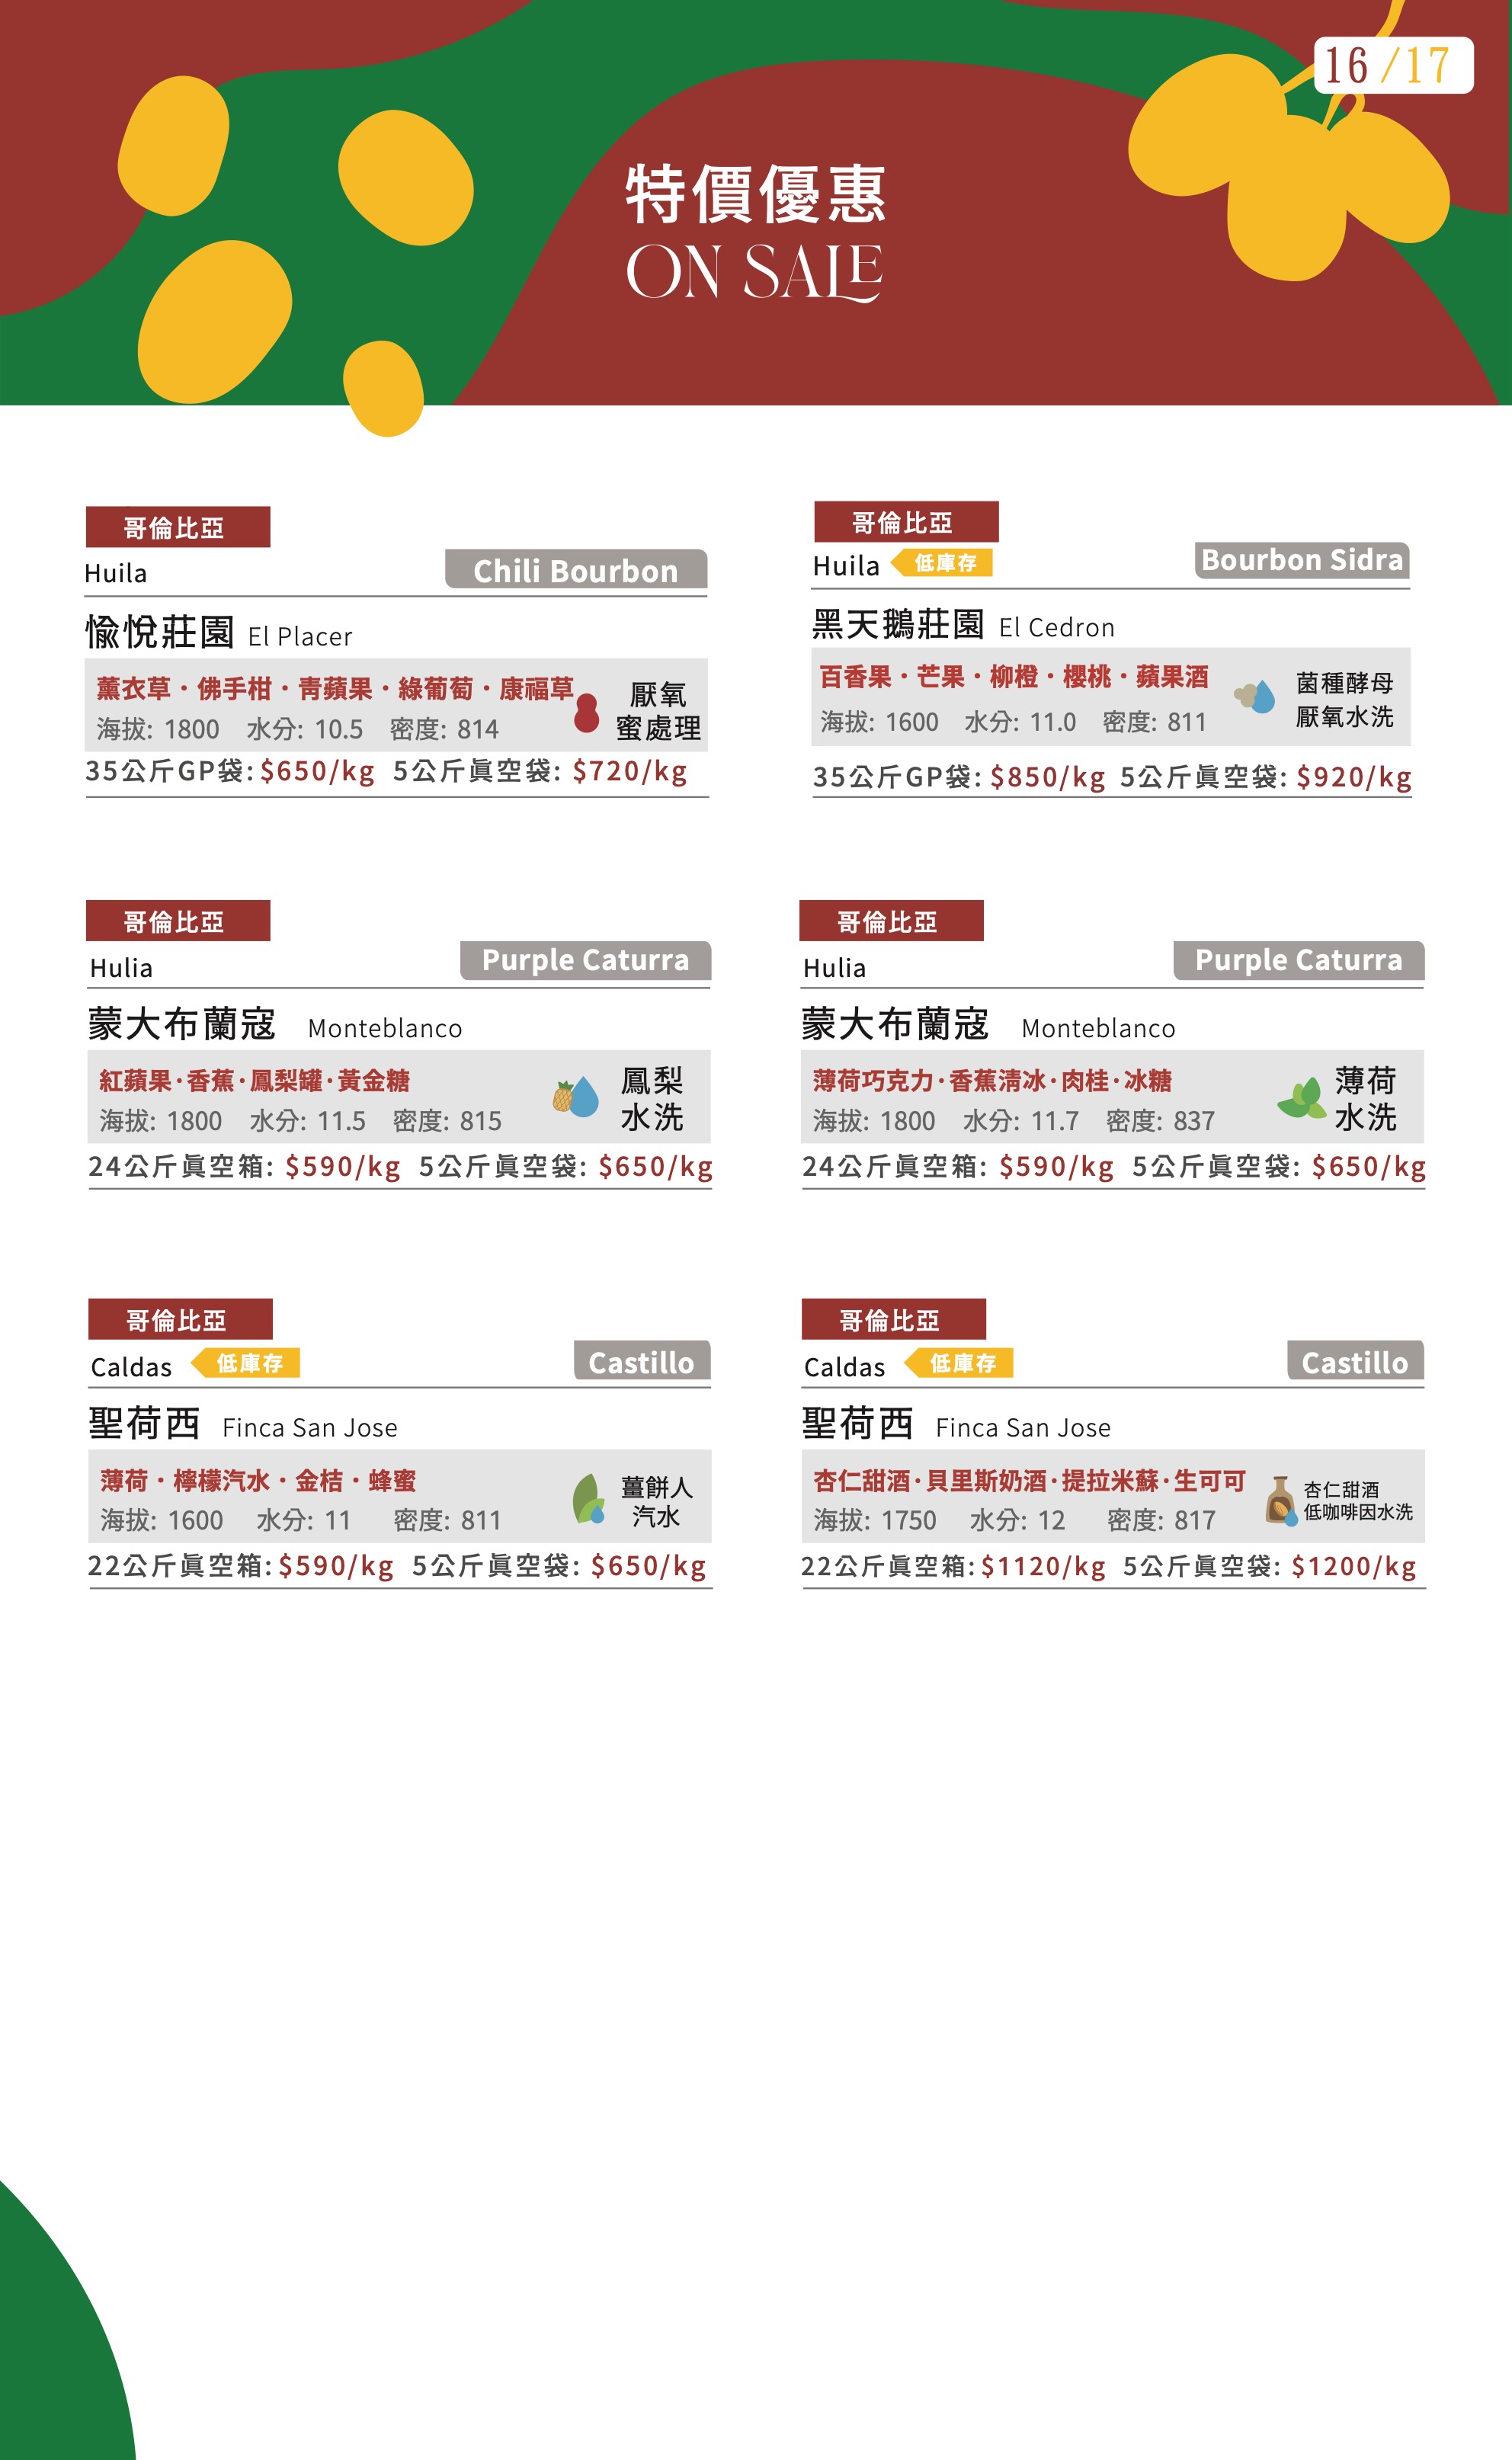 16/17
特價優惠
ON SALE
哥倫比亞
Huila
Chili Bourbon
愉悅莊園 El Placer
薰衣草・佛手柑・青蘋果・綠葡萄・康福草
海拔: 1800 水分: 10.5 密度: 814
厭氧
蜜處理
35公斤GP袋: $650/kg 5公斤真空袋: $720/kg
哥倫比亞
Huila 低庫存
Bourbon Sidra
黑天鵝莊園 El Cedron
百香果・芒果・柳橙・櫻桃・蘋果酒
海拔: 1600 水分: 11.0 密度: 811
菌種酵母
厭氧水洗
35公斤GP袋: $850/kg 5公斤真空袋: $920/kg
哥倫比亞
Hulia
Purple Caturra
蒙大布蘭寇 Monteblanco
紅蘋果·香蕉·鳳梨罐·黃金糖
海拔: 1800 水分: 11.5 密度: 815
鳳梨
水洗
24公斤真空箱: $590/kg 5公斤真空袋: $650/kg
哥倫比亞
Hulia
Purple Caturra
蒙大布蘭寇 Monteblanco
薄荷巧克力·香蕉清冰·肉桂·冰糖
海拔: 1800 水分: 11.7 密度: 837
薄荷
水洗
24公斤真空箱: $590/kg 5公斤真空袋: $650/kg
哥倫比亞
Caldas 低庫存
Castillo
聖荷西 Finca San Jose
薄荷・檸檬汽水・金桔・蜂蜜
海拔: 1600 水分: 11 密度: 811
薑餅人
汽水
22公斤真空箱: $590/kg 5公斤真空袋: $650/kg
哥倫比亞
Caldas 低庫存
Castillo
聖荷西 Finca San Jose
杏仁甜酒·貝里斯奶酒·提拉米蘇·生可可
海拔: 1750 水分: 12 密度: 817
杏仁甜酒
低咖啡因水洗
22公斤真空箱: $1120/kg 5公斤真空袋: $1200/kg